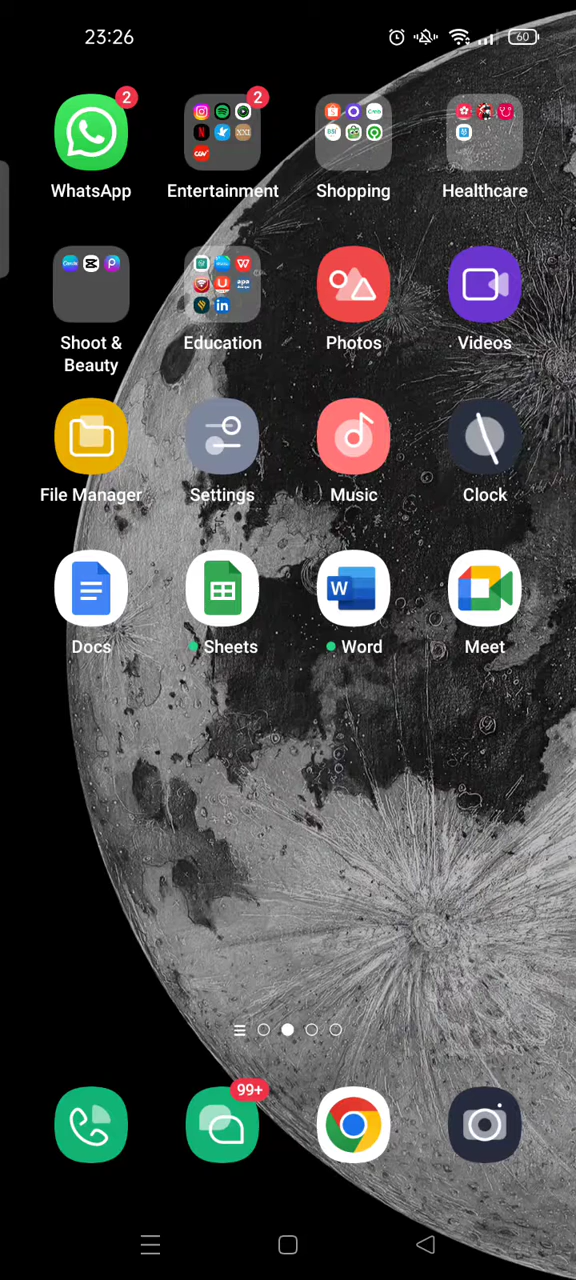 23:26
60
2
2
WhatsApp
Entertainment
Shopping
Healthcare
Shoot &
Beauty
Education
Photos
Videos
File Manager
Settings
Music
Clock
W
Docs
Sheets
Word
Meet
99+